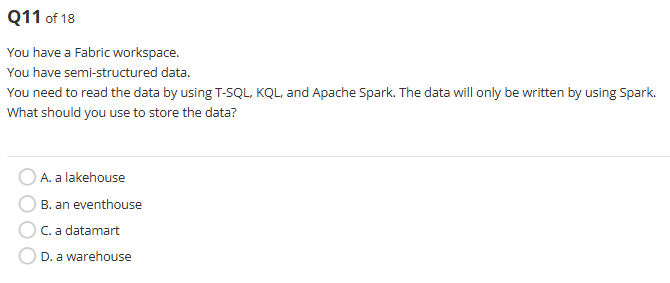 Q11 of 18
You have a Fabric workspace.
You have semi-structured data.
You need to read the data by using T-SQL, KQL, and Apache Spark. The data will only be written by using Spark.
What should you use to store the data?
A. a lakehouse
B. an eventhouse
C. a datamart
D. a warehouse